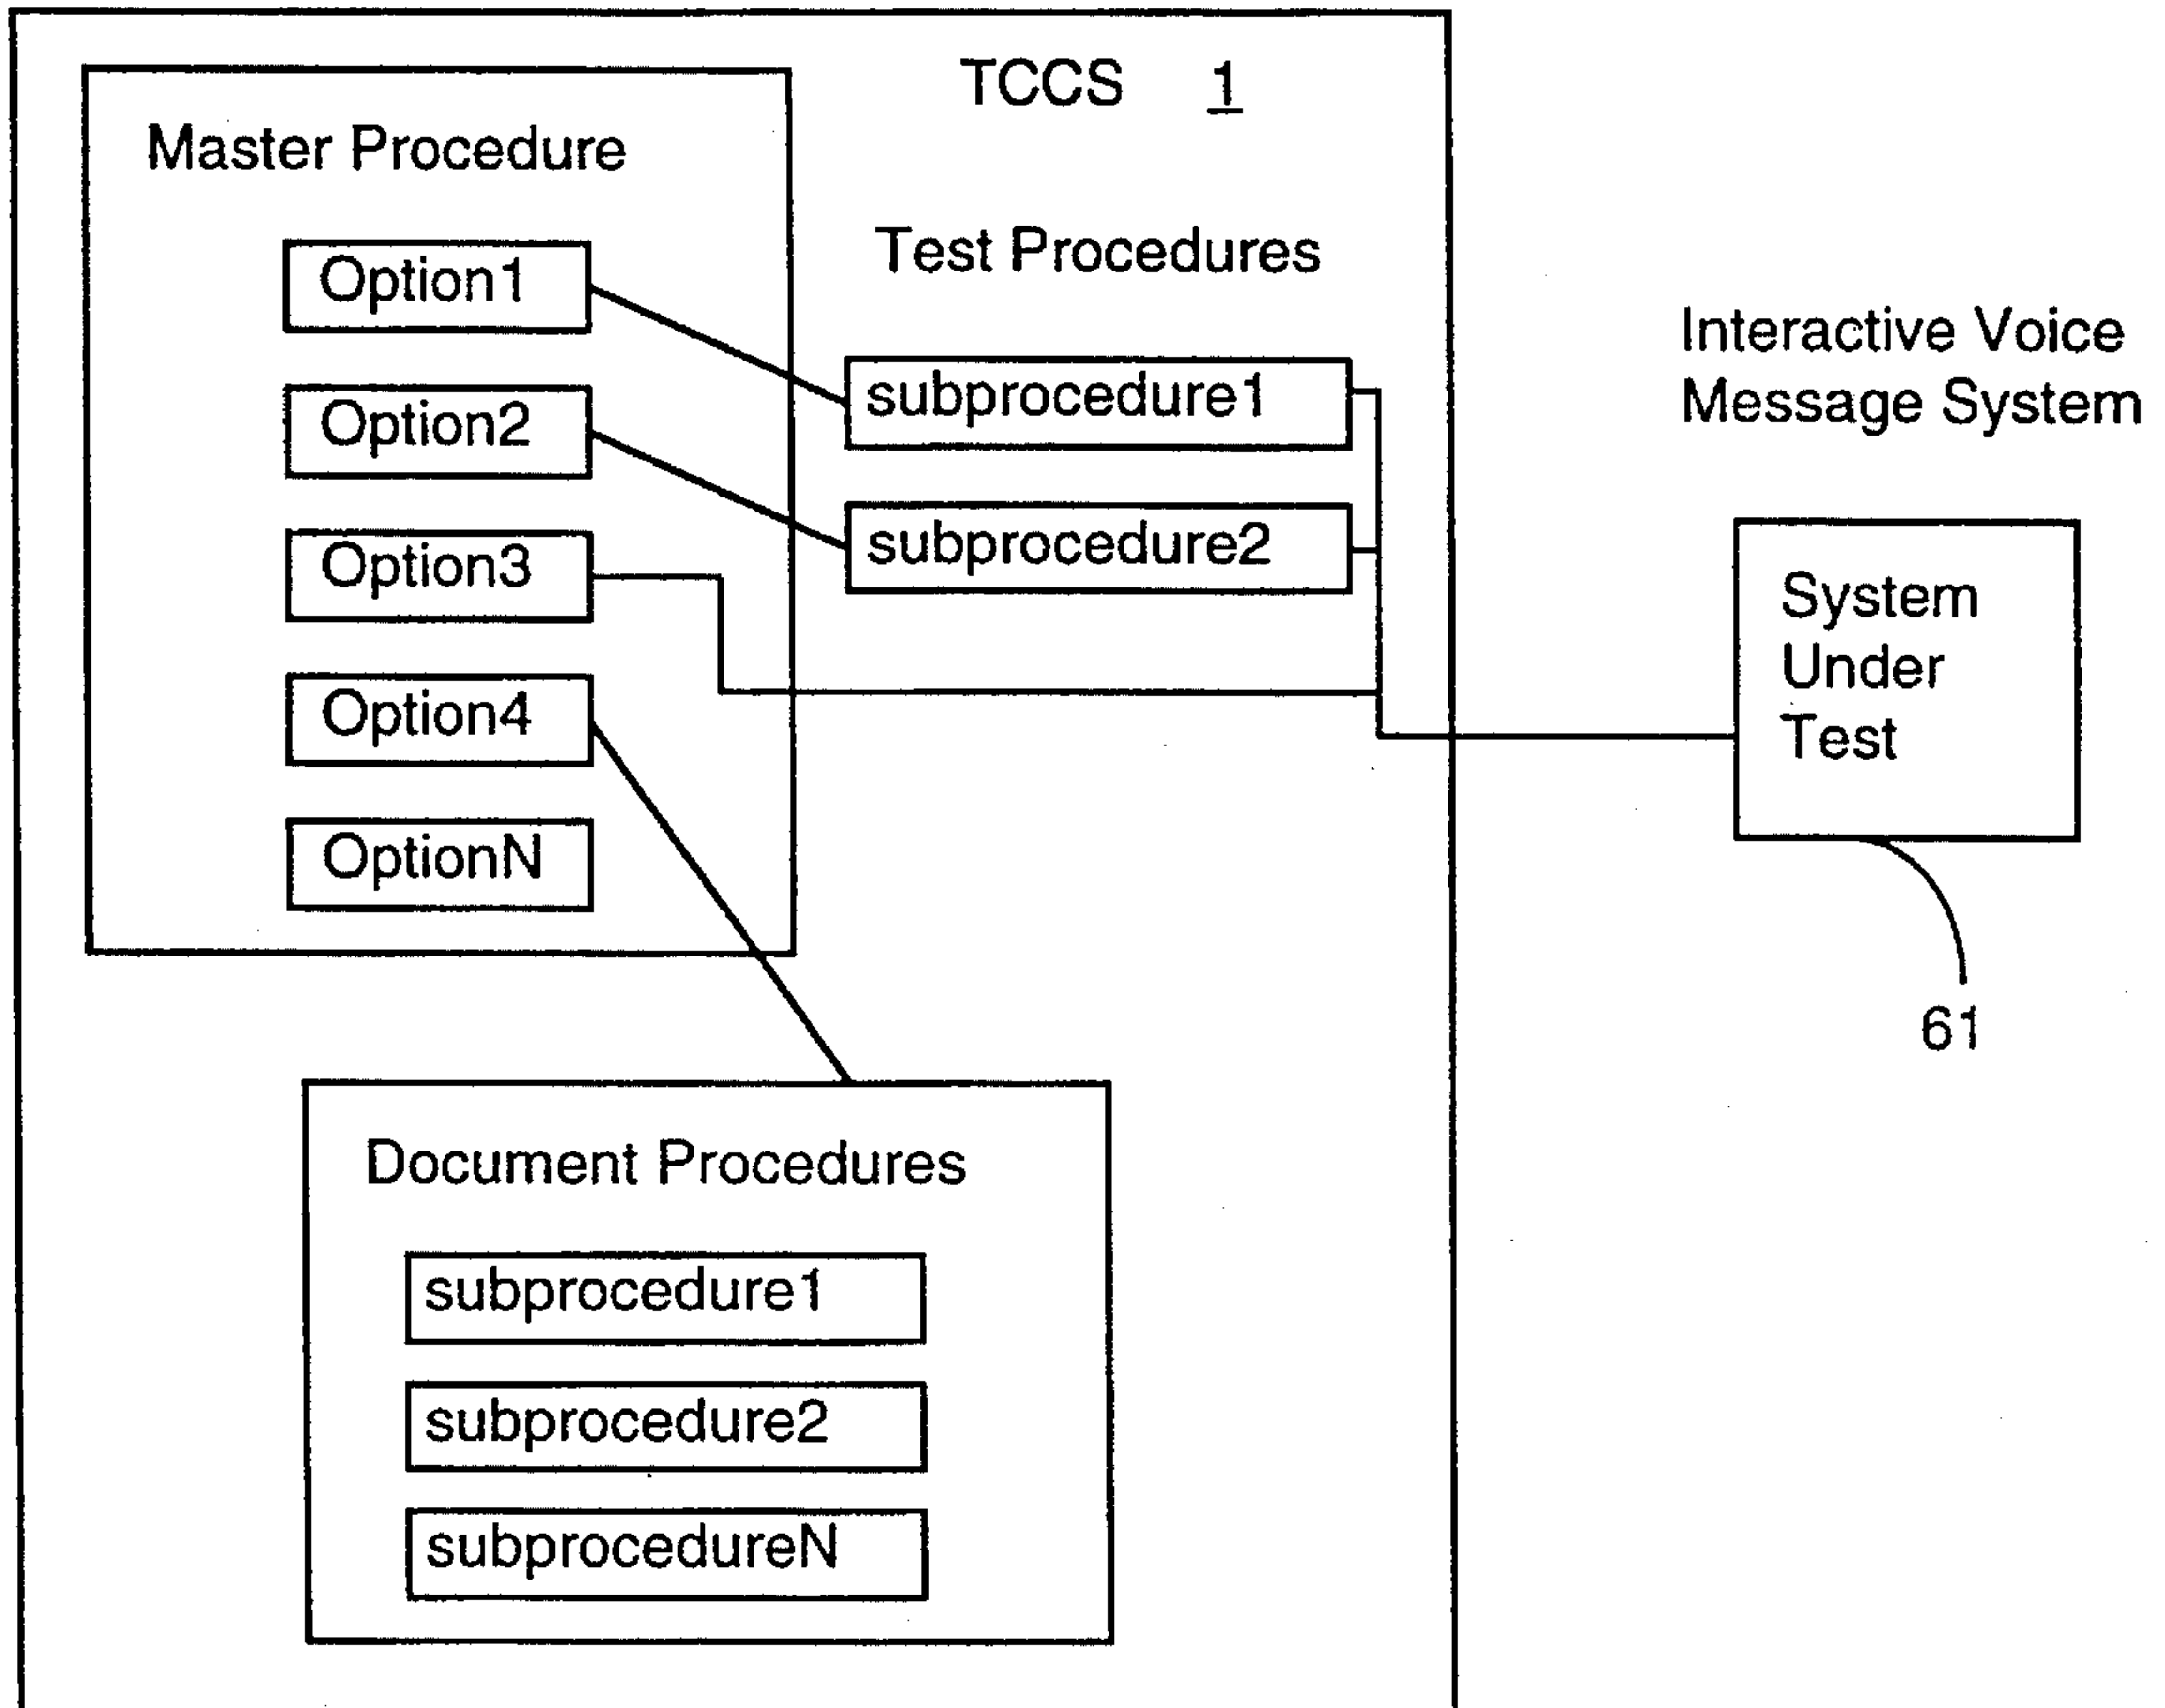 TCCS 1
Master Procedure
Option1
Option2
Option3
Option4
OptionN
Test Procedures
subprocedure1
subprocedure2
Interactive Voice
Message System
System
Under
Test
61
Document Procedures
subprocedure1
subprocedure2
subprocedureN